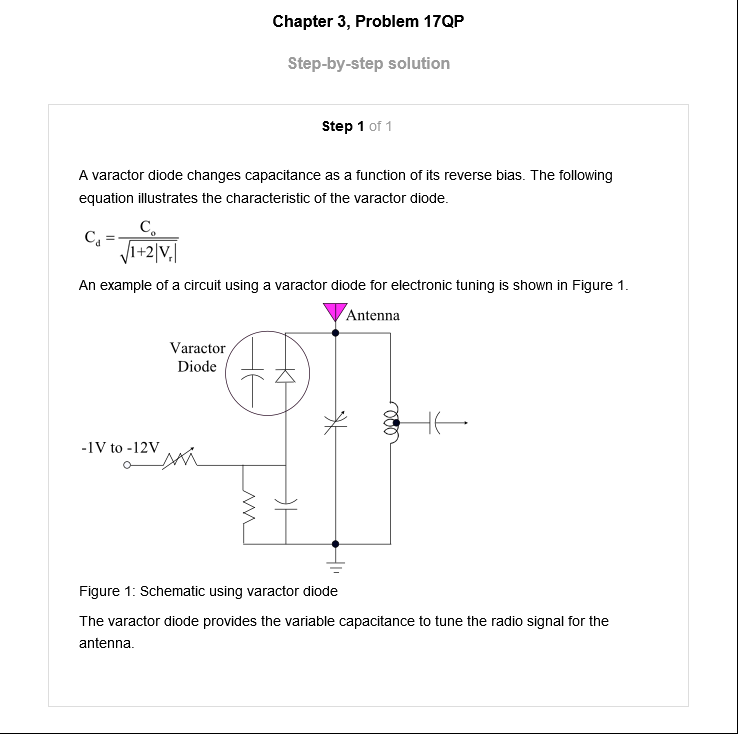 Chapter 3, Problem 17QP
Step-by-step solution
Step 1 of 1
A varactor diode changes capacitance as a function of its reverse bias. The following
equation illustrates the characteristic of the varactor diode.
C_d = C_o / √(1+2|V_r|)
An example of a circuit using a varactor diode for electronic tuning is shown in Figure 1.
Antenna
Varactor
Diode
-1V to -12V
Figure 1: Schematic using varactor diode
The varactor diode provides the variable capacitance to tune the radio signal for the
antenna.